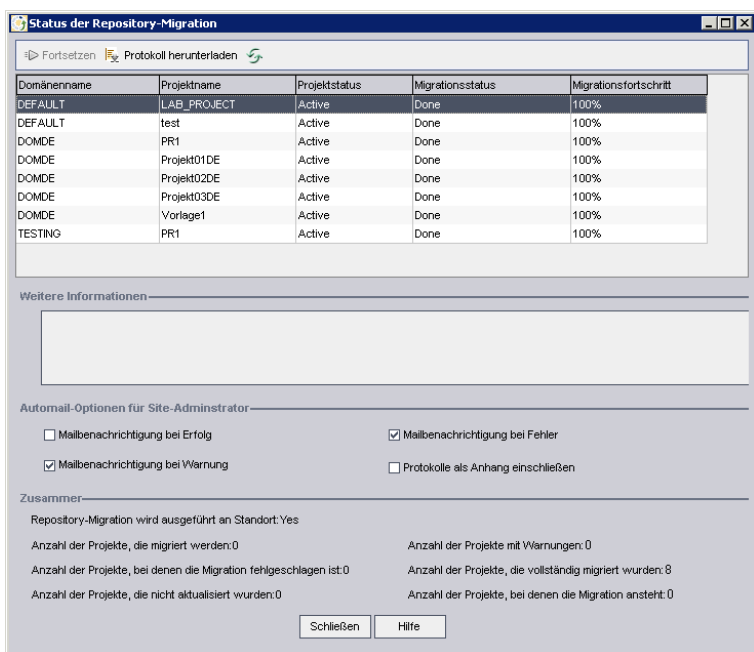 Status der Repository-Migration
Fortsetzen Protokoll herunterladen
Domänenname Projektname Projektstatus Migrationsstatus Migrationsfortschritt
DEFAULT LAB_PROJECT Active Done 100%
DEFAULT test Active Done 100%
DOMDE PR1 Active Done 100%
DOMDE Projekt01DE Active Done 100%
DOMDE Projekt02DE Active Done 100%
DOMDE Projekt03DE Active Done 100%
DOMDE Vorlage1 Active Done 100%
TESTING PR1 Active Done 100%
Weitere Informationen
Automail-Optionen für Site-Adminstrator
Mailbenachrichtigung bei Erfolg Mailbenachrichtigung bei Fehler
Mailbenachrichtigung bei Warnung Protokolle als Anhang einschließen
Zusammer
Repository-Migration wird ausgeführt an Standort:Yes
Anzahl der Projekte, die migriert werden:0 Anzahl der Projekte mit Warnungen:0
Anzahl der Projekte, bei denen die Migration fehlgeschlagen ist:0 Anzahl der Projekte, die vollständig migriert wurden:8
Anzahl der Projekte, die nicht aktualisiert wurden:0 Anzahl der Projekte, bei denen die Migration ansteht:0
Schließen Hilfe